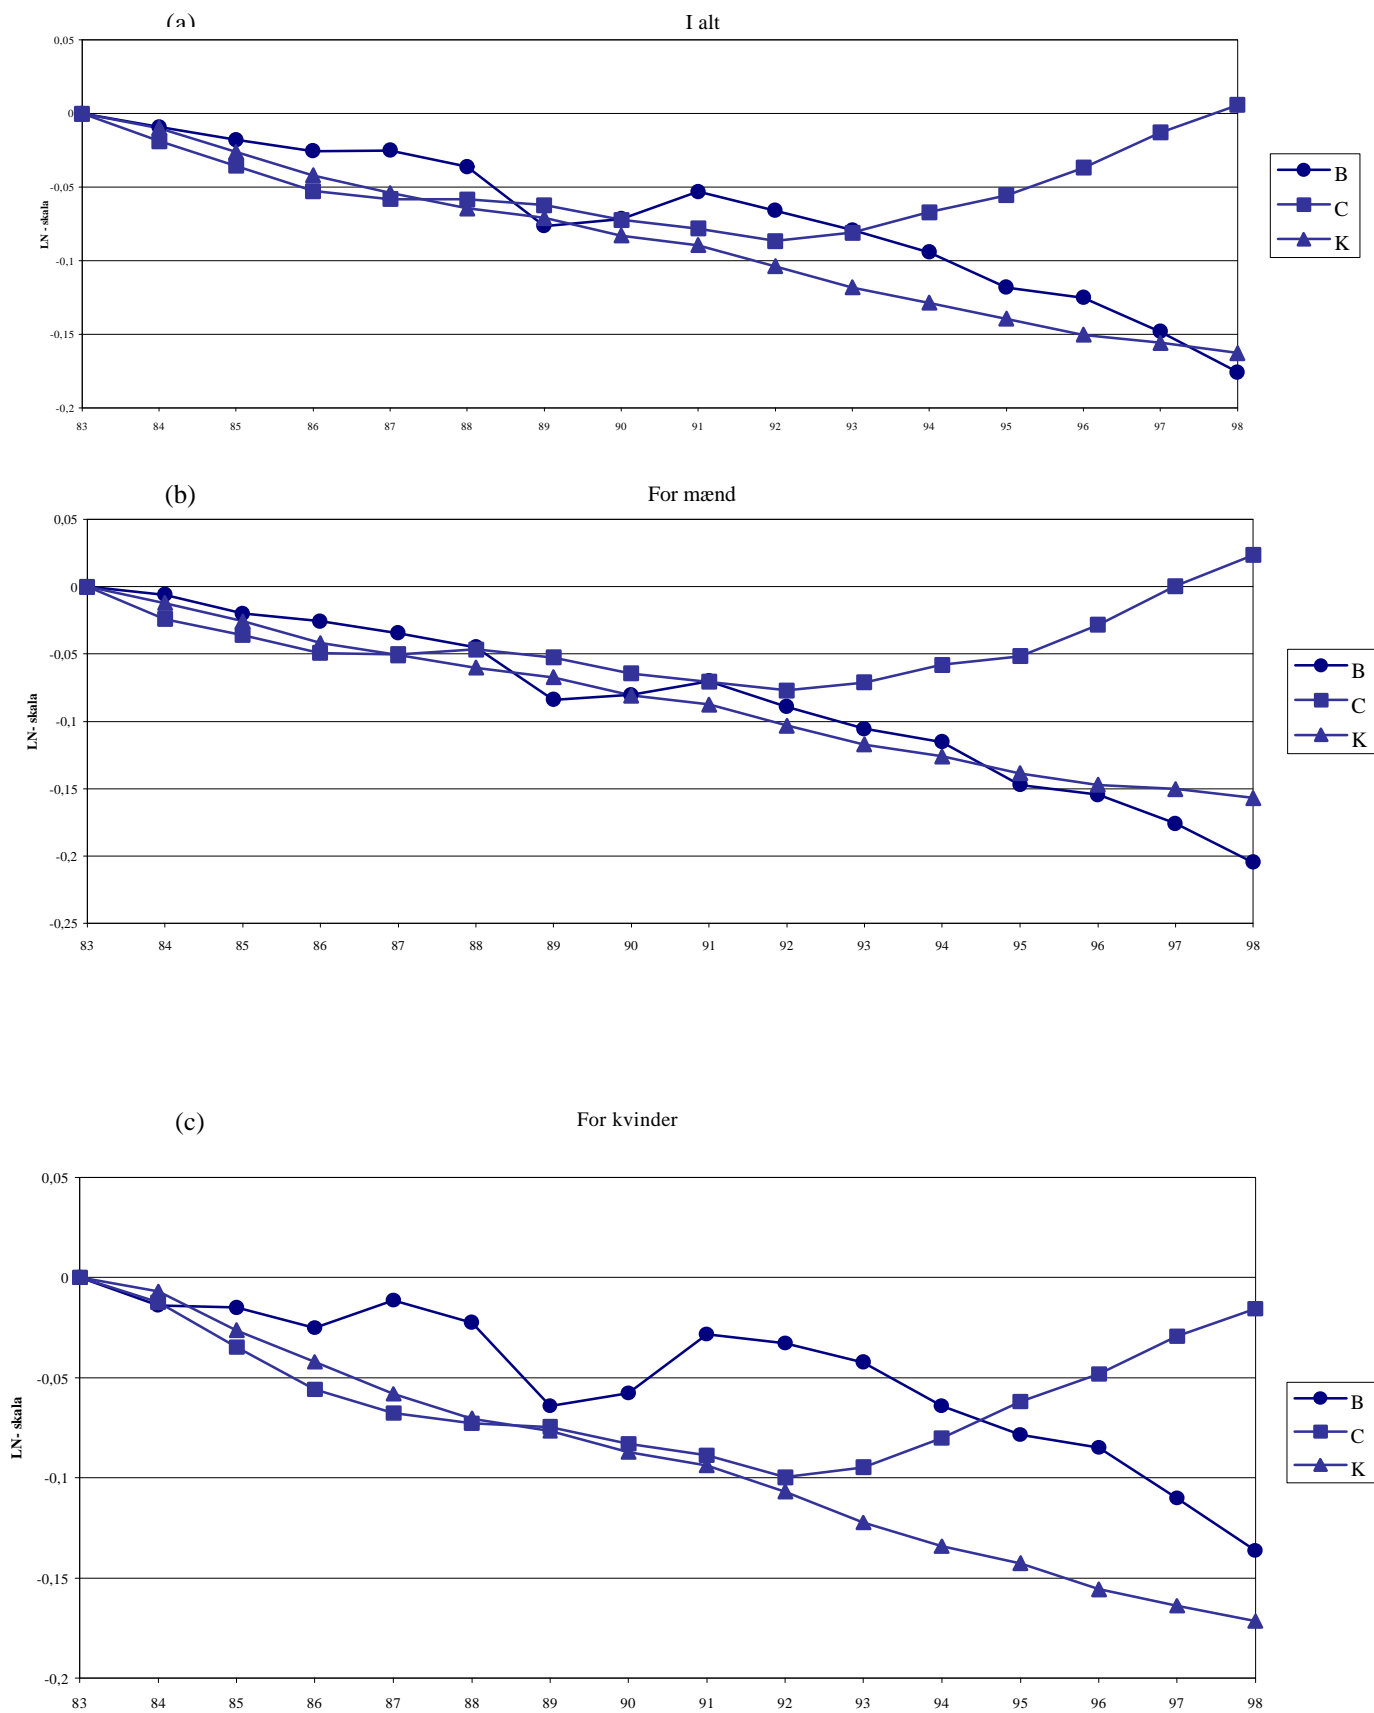 (a)
I alt
0,05
0
-0,05
-0,1
-0,15
-0,2
LN - skala
83 84 85 86 87 88 89 90 91 92 93 94 95 96 97 98
B
C
K
(b)
For mænd
0,05
0
-0,05
-0,1
-0,15
-0,2
-0,25
LN- skala
83 84 85 86 87 88 89 90 91 92 93 94 95 96 97 98
B
C
K
(c)
For kvinder
0,05
0
-0,05
-0,1
-0,15
-0,2
LN- skala
83 84 85 86 87 88 89 90 91 92 93 94 95 96 97 98
B
C
K